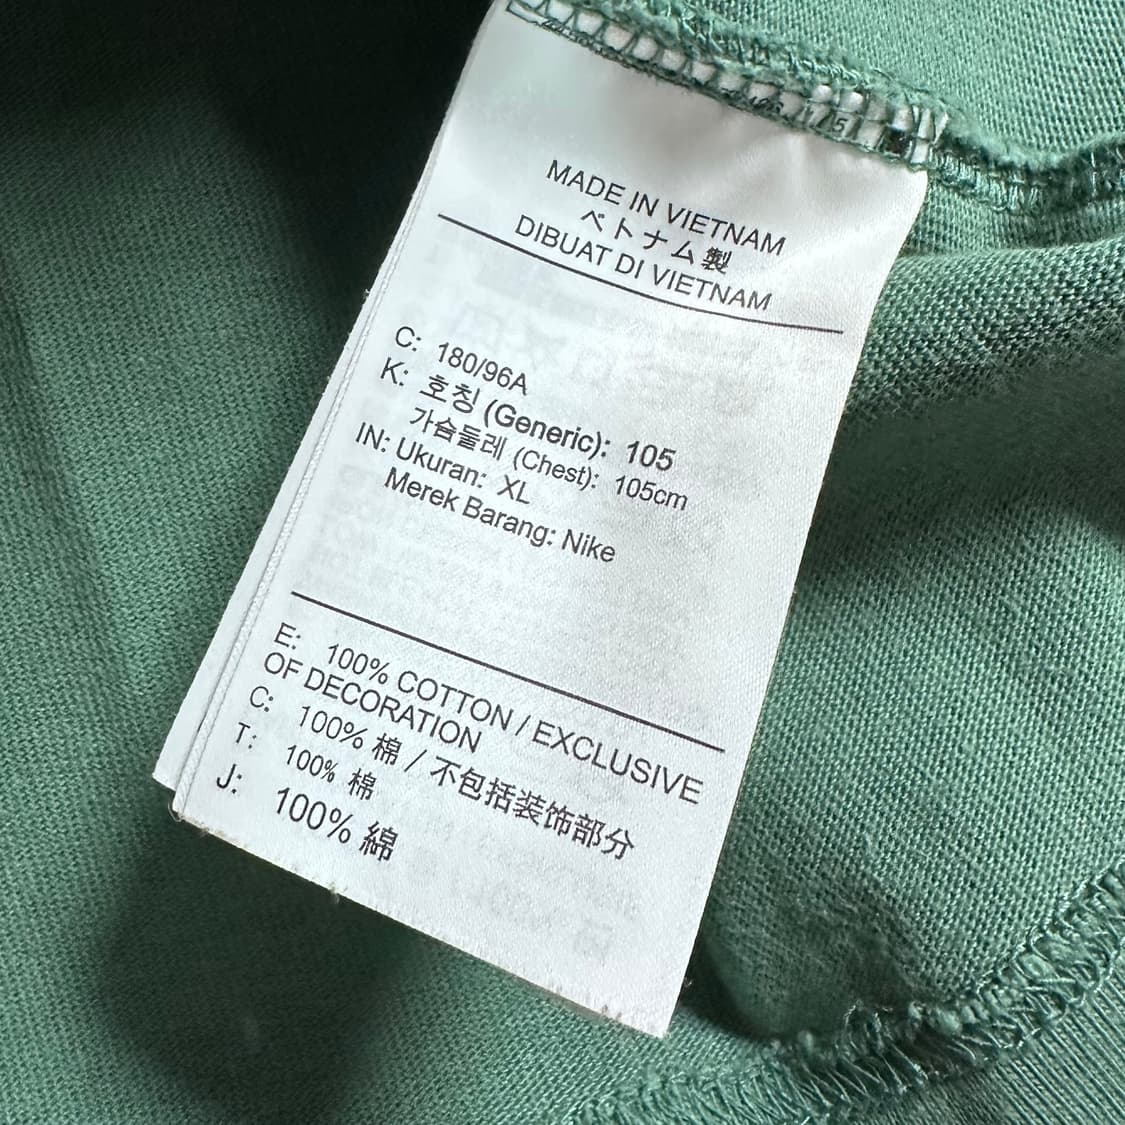 MADE IN VIETNAM
ベトナム製
DIBUAT DI VIETNAM
C: 180/96A
K: 호칭 (Generic): 105
가슴둘레 (Chest): 105cm
IN: Ukuran: XL
Merek Barang: Nike
E: 100% COTTON / EXCLUSIVE
OF DECORATION
C: 100% 棉 / 不包括装饰部分
T: 100% 棉
J: 100% 綿